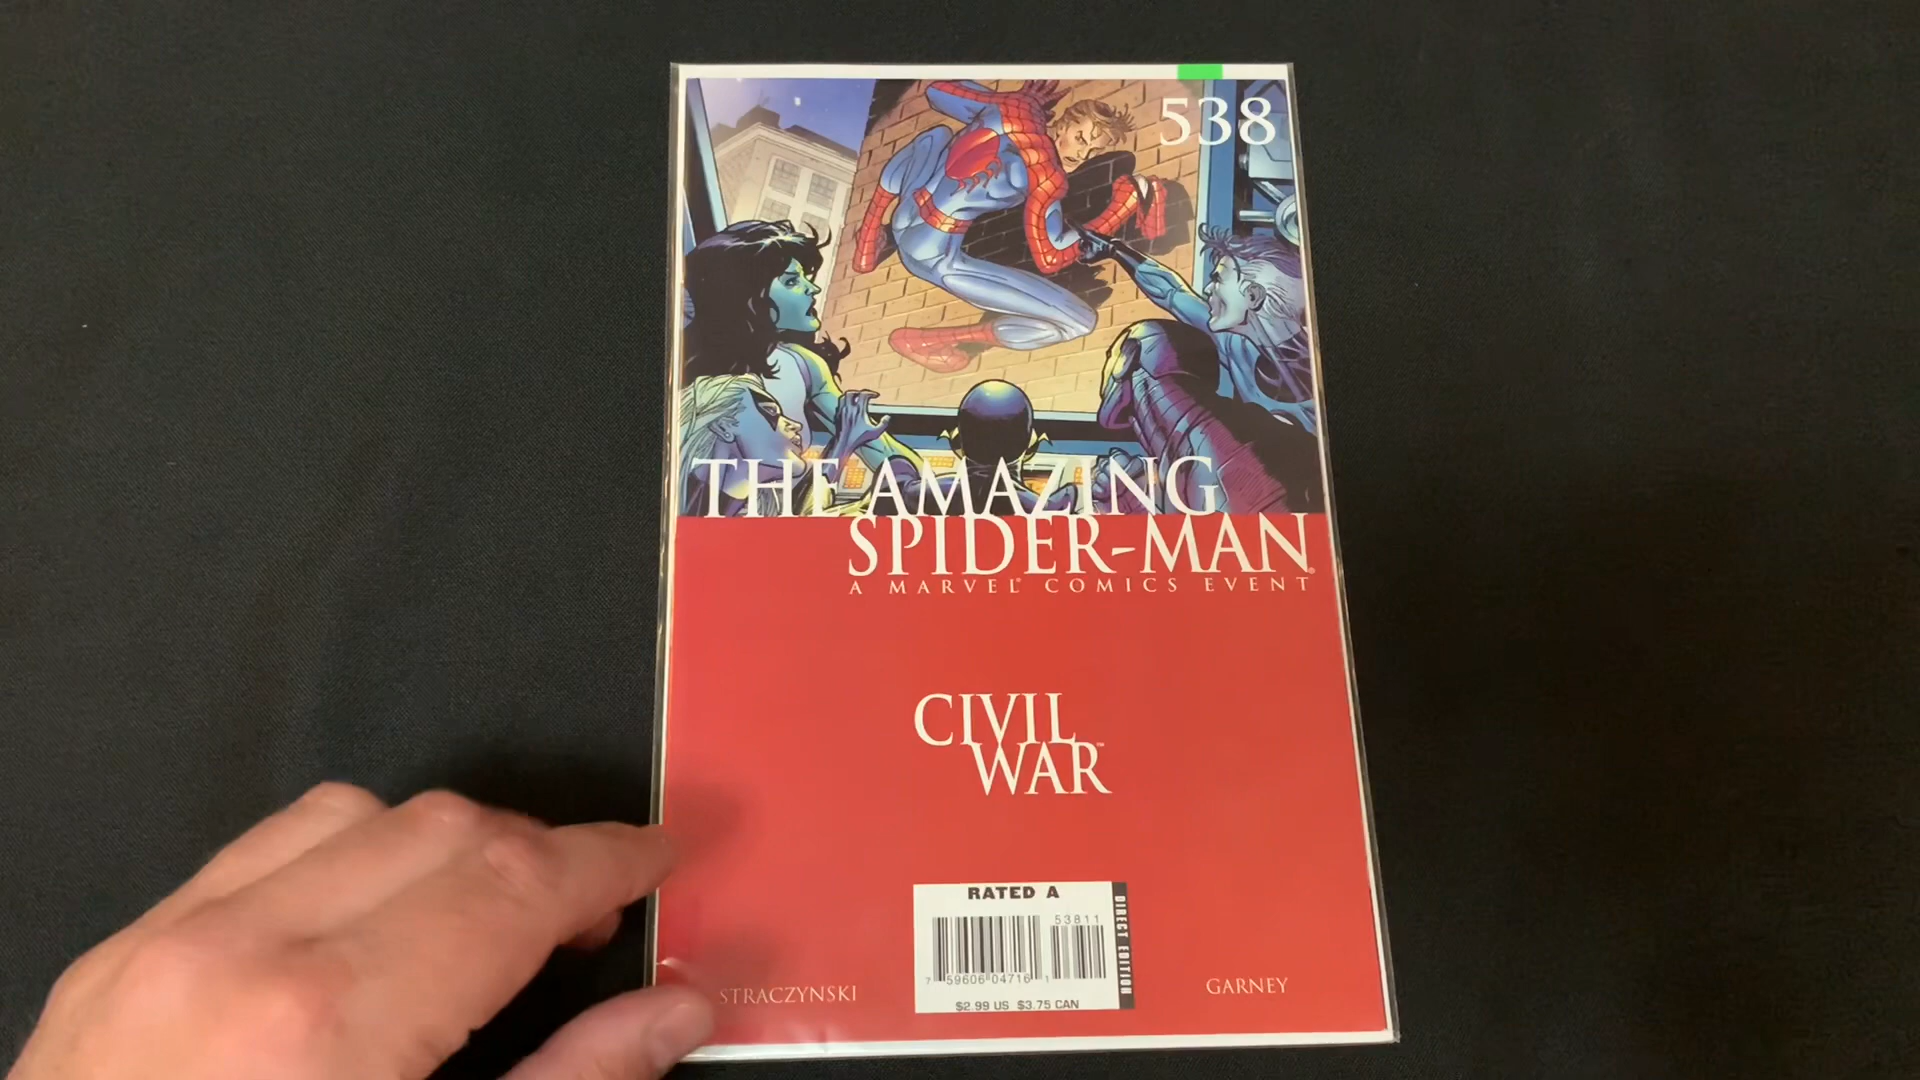 538
THE AMAZING
SPIDER-MAN®
A MARVEL® COMICS EVENT
CIVIL
WAR™
RATED A
53811
7 59606 04716 1
DIRECT EDITION
$2.99 US $3.75 CAN
STRACZYNSKI
GARNEY